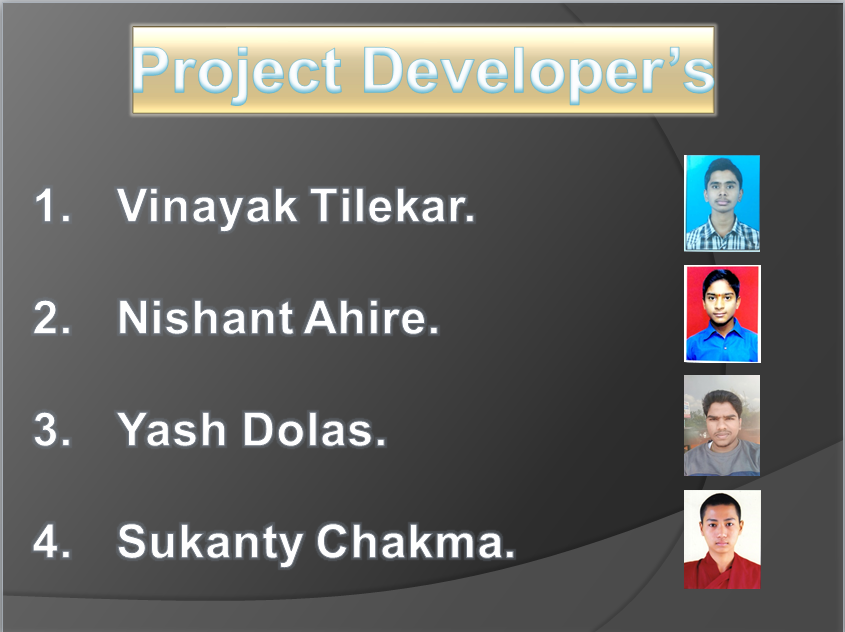 Project Developer’s
1. Vinayak Tilekar.
2. Nishant Ahire.
3. Yash Dolas.
4. Sukanty Chakma.